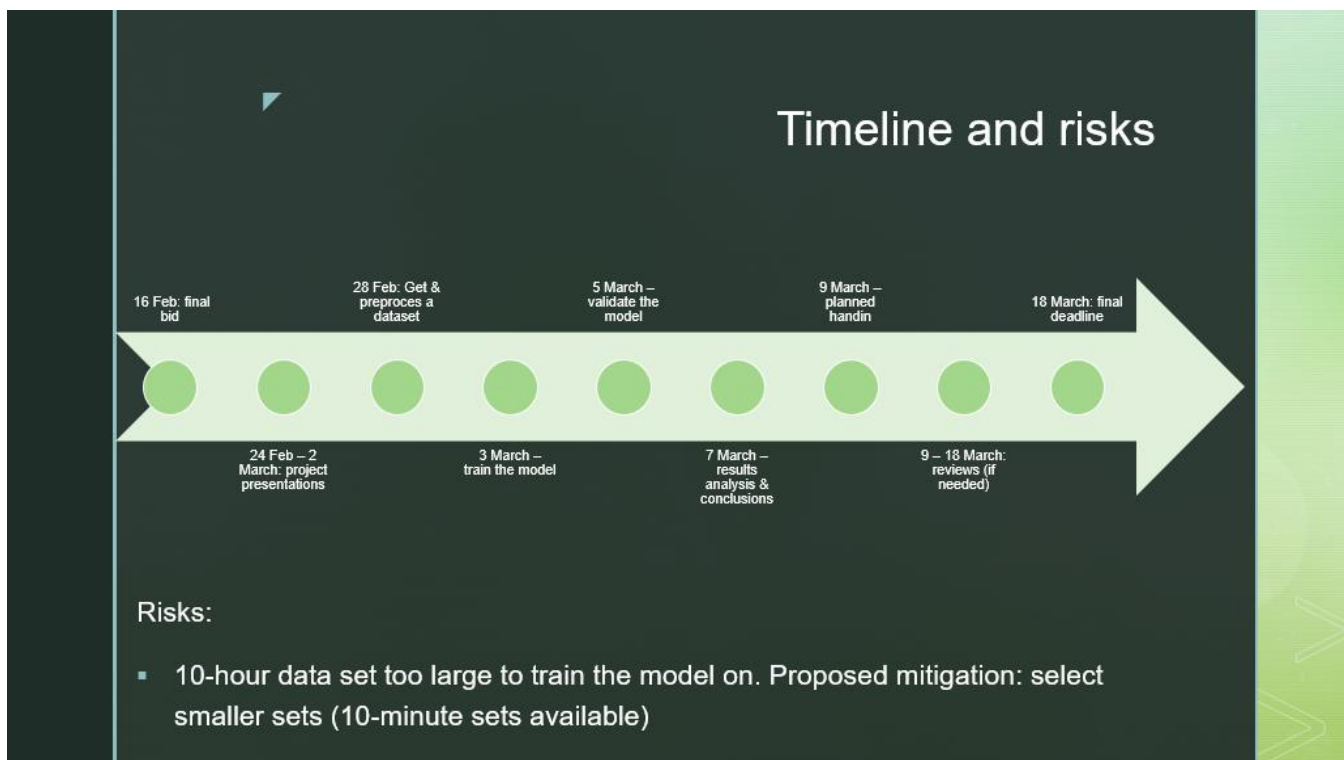 Timeline and risks
16 Feb: final
bid
24 Feb – 2
March: project
presentations
28 Feb: Get &
preproces a
dataset
3 March –
train the model
5 March –
validate the
model
7 March –
results
analysis &
conclusions
9 March –
planned
handin
9 – 18 March:
reviews (if
needed)
18 March: final
deadline
Risks:
▪ 10-hour data set too large to train the model on. Proposed mitigation: select
smaller sets (10-minute sets available)